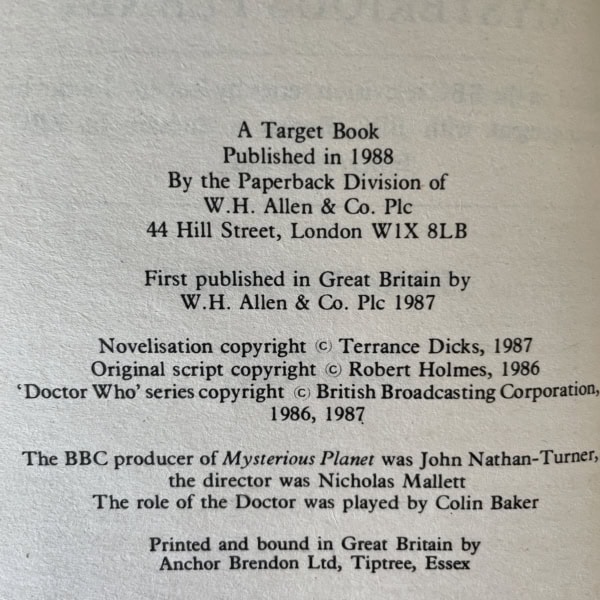 A Target Book
Published in 1988
By the Paperback Division of
W.H. Allen & Co. Plc
44 Hill Street, London W1X 8LB
First published in Great Britain by
W.H. Allen & Co. Plc 1987
Novelisation copyright © Terrance Dicks, 1987
Original script copyright © Robert Holmes, 1986
‘Doctor Who’ series copyright © British Broadcasting Corporation,
1986, 1987
The BBC producer of Mysterious Planet was John Nathan-Turner,
the director was Nicholas Mallett
The role of the Doctor was played by Colin Baker
Printed and bound in Great Britain by
Anchor Brendon Ltd, Tiptree, Essex